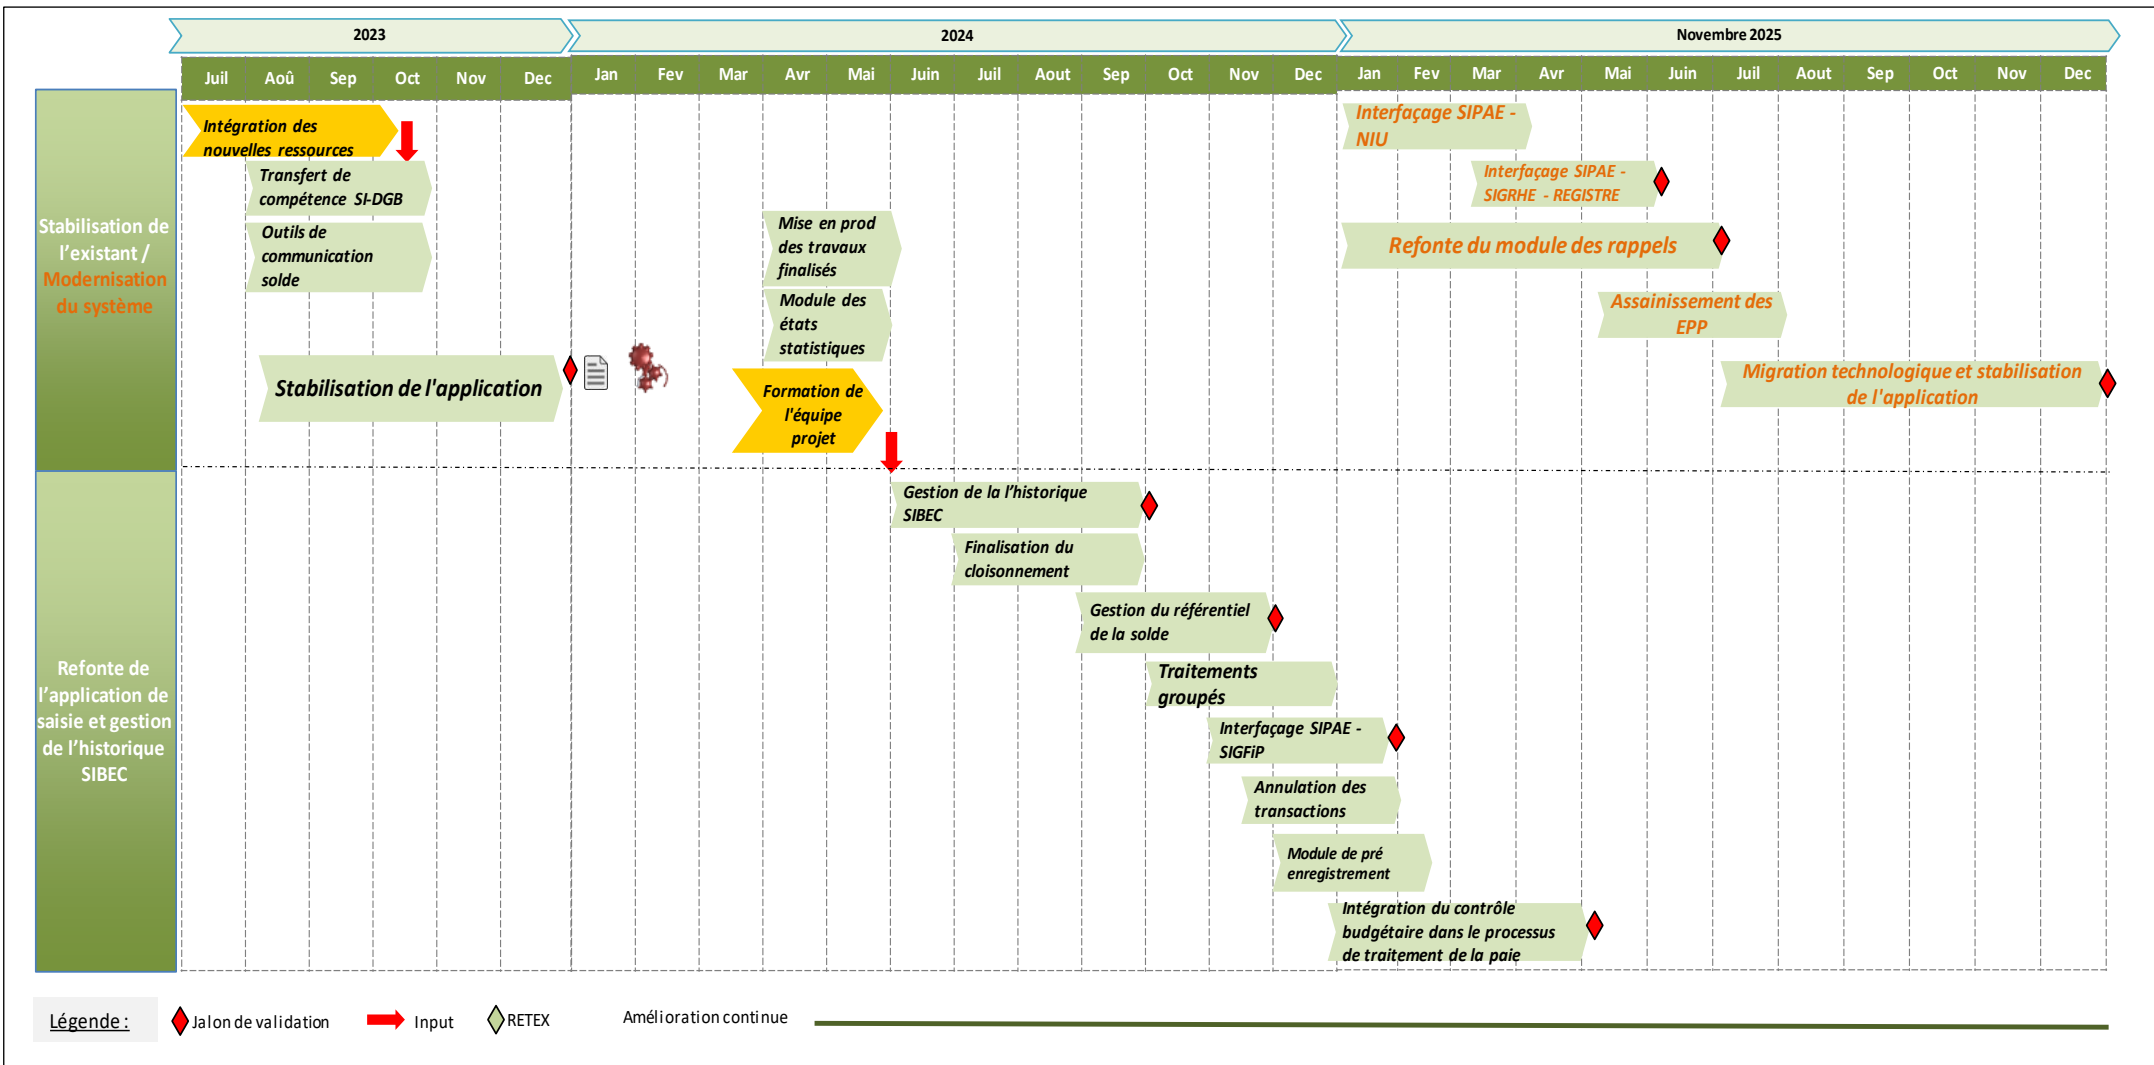 2023
2024
Novembre 2025
Juil Aoû Sep Oct Nov Dec Jan Fev Mar Avr Mai Juin Juil Aout Sep Oct Nov Dec Jan Fev Mar Avr Mai Juin Juil Aout Sep Oct Nov Dec
Stabilisation de
l'existant /
Modernisation
du système
Intégration des
nouvelles ressources
Transfert de
compétence SI-DGB
Outils de
communication
solde
Stabilisation de l'application
Mise en prod
des travaux
finalisés
Module des
états
statistiques
Formation de
l'équipe
projet
Interfaçage SIPAE -
NIU
Interfaçage SIPAE -
SIGRHE - REGISTRE
Refonte du module des rappels
Assainissement des
EPP
Migration technologique et stabilisation
de l'application
Refonte de
l'application de
saisie et gestion
de l'historique
SIBEC
Gestion de la l'historique
SIBEC
Finalisation du
cloisonnement
Gestion du référentiel
de la solde
Traitements
groupés
Interfaçage SIPAE -
SIGFiP
Annulation des
transactions
Module de pré
enregistrement
Intégration du contrôle
budgétaire dans le processus
de traitement de la paie
Légende :
Jalon de validation
Input
RETEX
Amélioration continue